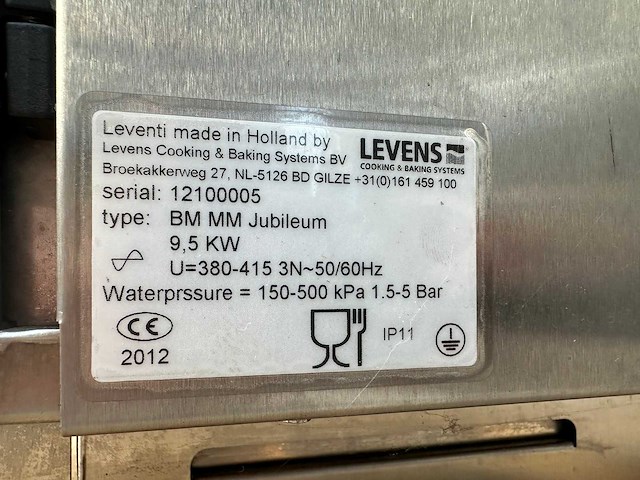 Leventi made in Holland by
Levens Cooking & Baking Systems BV
Broekakkerweg 27, NL-5126 BD GILZE +31(0)161 459 100
LEVENS
COOKING & BAKING SYSTEMS
serial: 12100005
type: BM MM Jubileum
9,5 KW
U=380-415 3N~50/60Hz
Waterprssure = 150-500 kPa 1.5-5 Bar
CE
2012
IP11